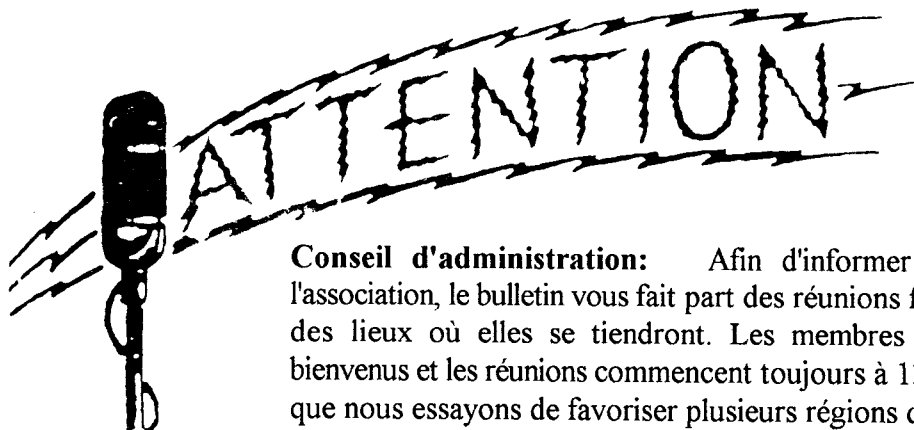 ATTENTION
Conseil d'administration: Afin d'informer
l'association, le bulletin vous fait part des réunions
des lieux où elles se tiendront. Les membres
bienvenus et les réunions commencent toujours à
que nous essayons de favoriser plusieurs régions